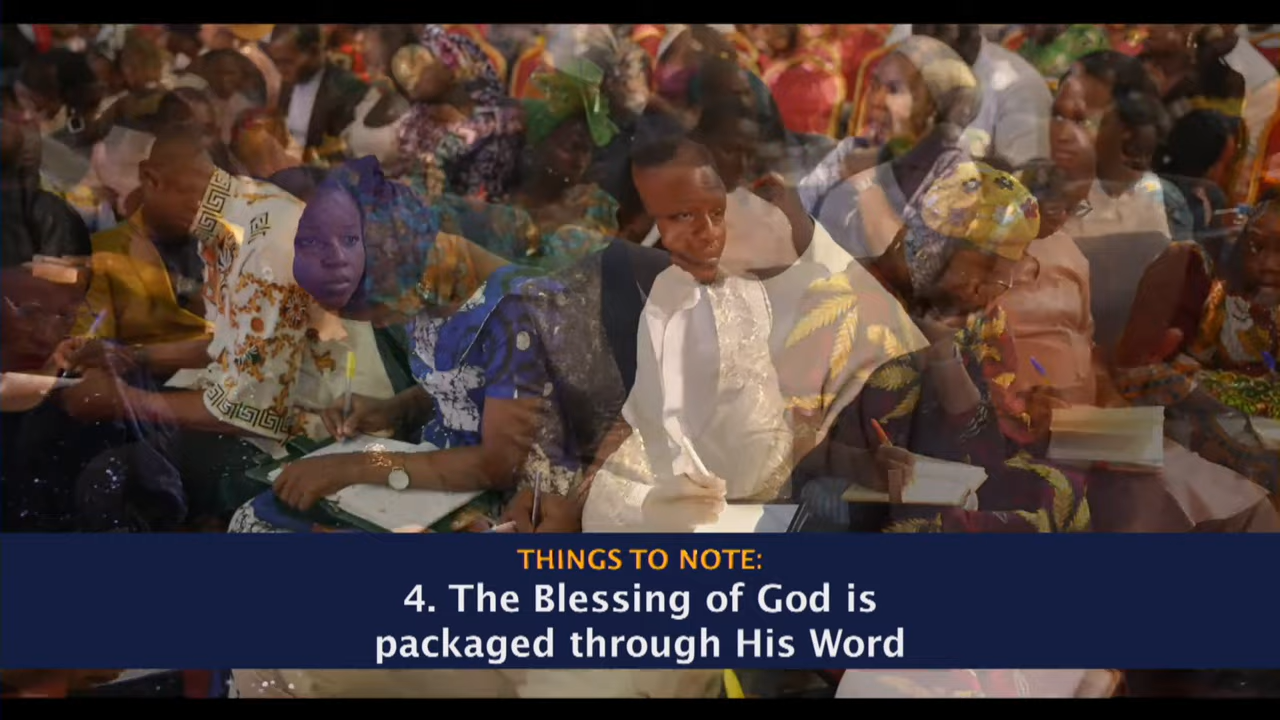 THINGS TO NOTE:
4. The Blessing of God is
packaged through His Word